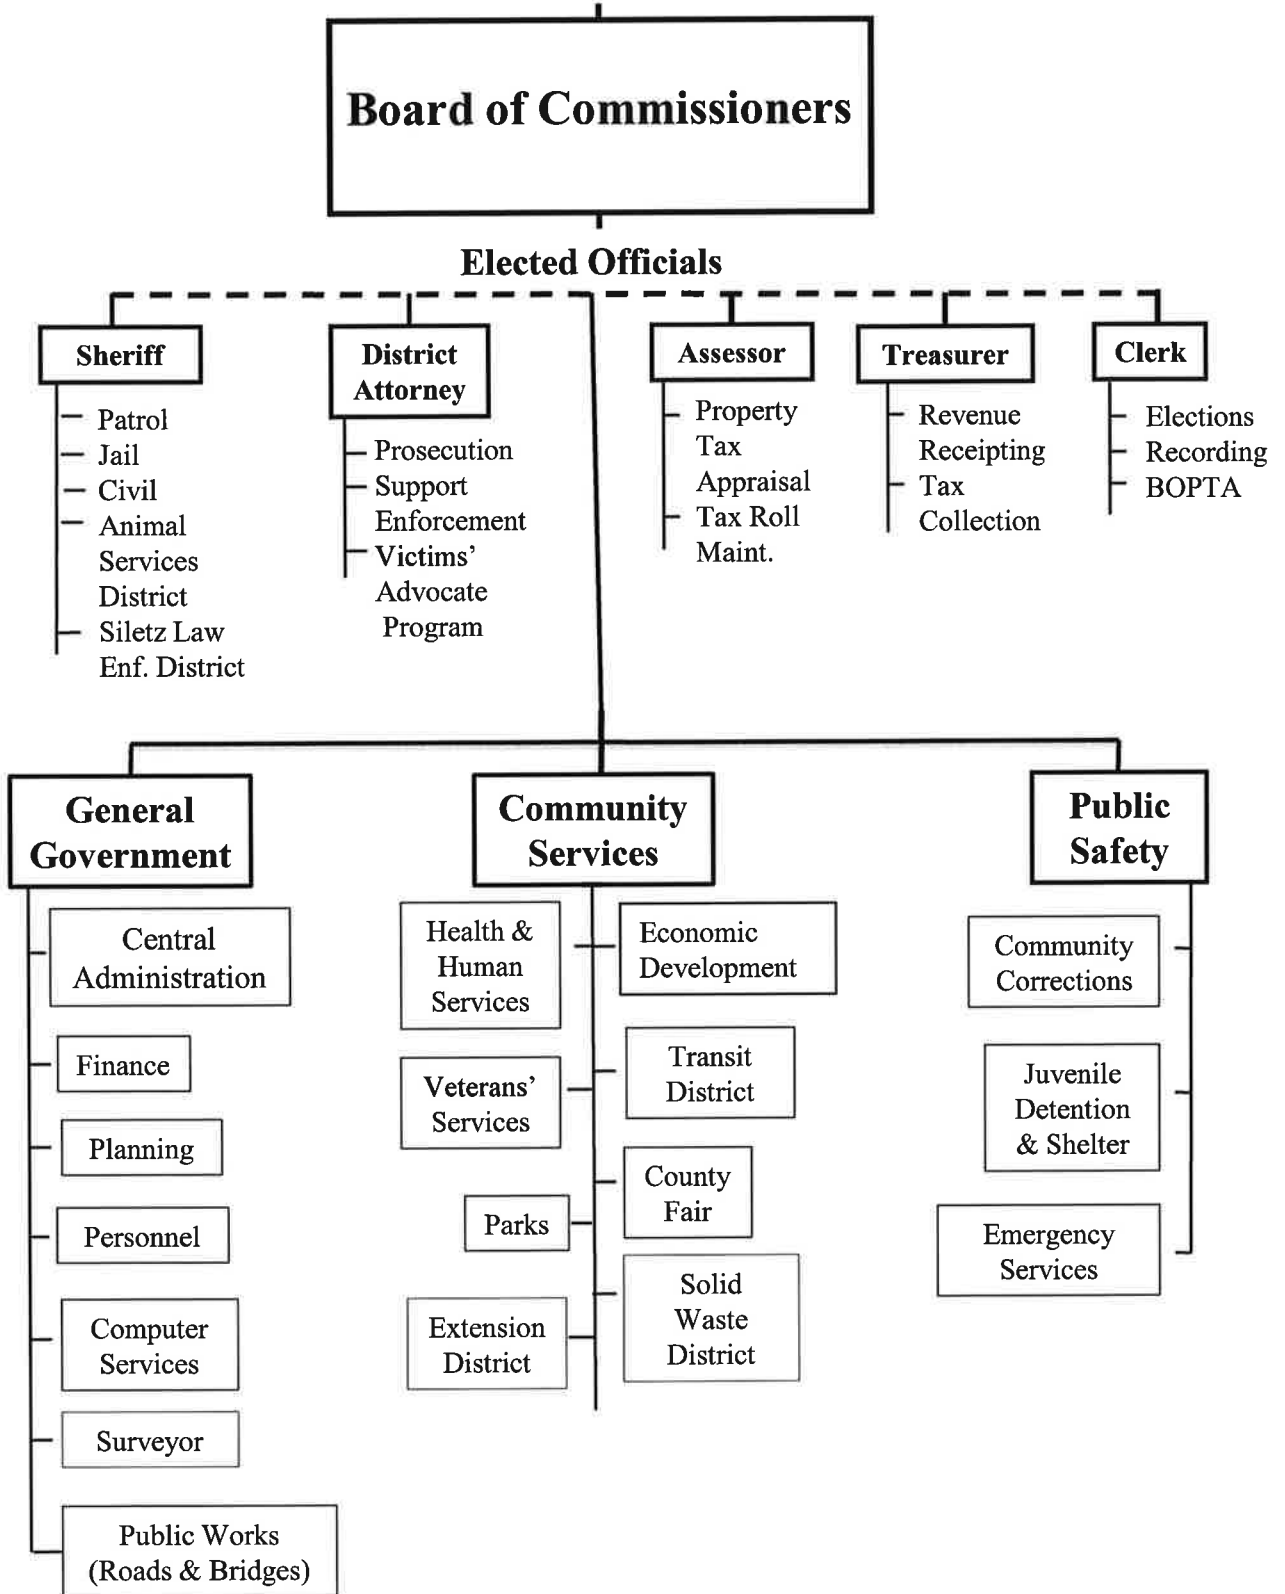 Board of Commissioners
Elected Officials
Sheriff
Patrol
Jail
Civil
Animal
Services
District
Siletz Law
Enf. District
District
Attorney
Prosecution
Support
Enforcement
Victims'
Advocate
Program
Assessor
Property
Tax
Appraisal
Tax Roll
Maint.
Treasurer
Revenue
Receipting
Tax
Collection
Clerk
Elections
Recording
BOPTA
General
Government
Central
Administration
Finance
Planning
Personnel
Computer
Services
Surveyor
Public Works
(Roads & Bridges)
Community
Services
Health &
Human
Services
Economic
Development
Veterans'
Services
Transit
District
Parks
County
Fair
Extension
District
Solid
Waste
District
Public
Safety
Community
Corrections
Juvenile
Detention
& Shelter
Emergency
Services